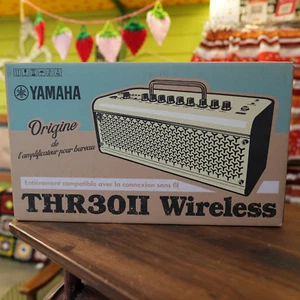 YAMAHA
Origine
de
l'amplificateur pour bureau
Entièrement compatible avec la connexion sans fil
THR30II Wireless